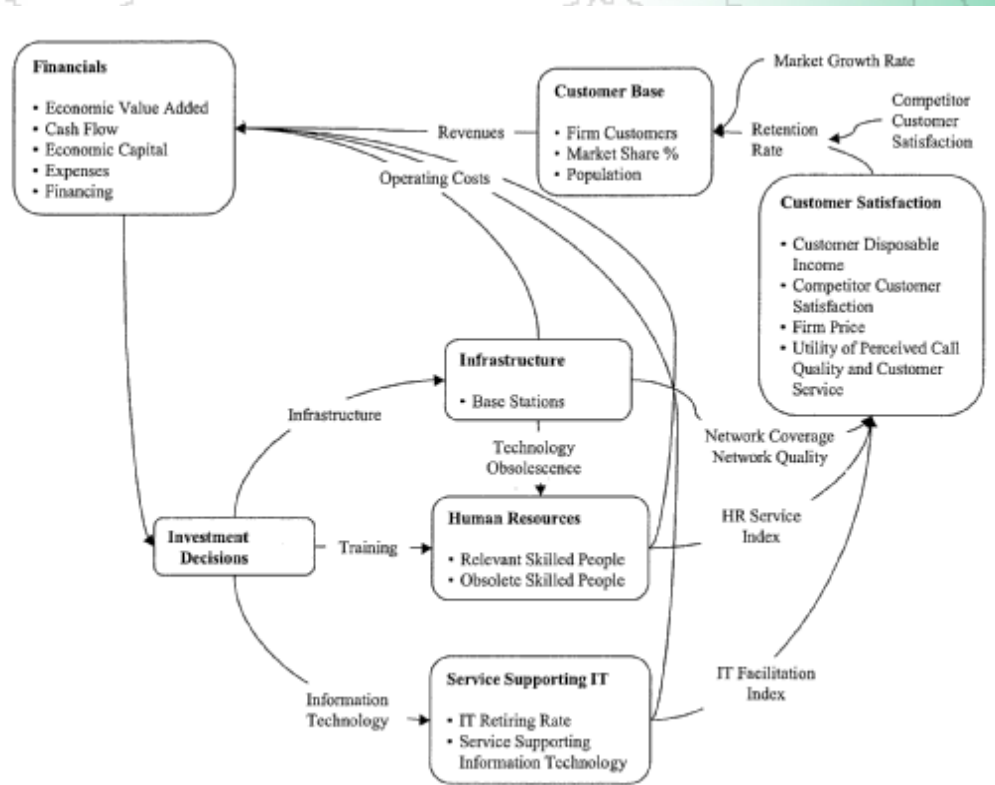 Financials
• Economic Value Added
• Cash Flow
• Economic Capital
• Expenses
• Financing
Revenues
Operating Costs
Customer Base
• Firm Customers
• Market Share %
• Population
Market Growth Rate
Retention
Rate
Competitor
Customer
Satisfaction
Customer Satisfaction
• Customer Disposable
Income
• Competitor Customer
Satisfaction
• Firm Price
• Utility of Perceived Call
Quality and Customer
Service
Infrastructure
Infrastructure
• Base Stations
Technology
Obsolescence
Network Coverage
Network Quality
Investment
Decisions
Training
Human Resources
• Relevant Skilled People
• Obsolete Skilled People
HR Service
Index
Information
Technology
Service Supporting IT
• IT Retiring Rate
• Service Supporting
Information Technology
IT Facilitation
Index